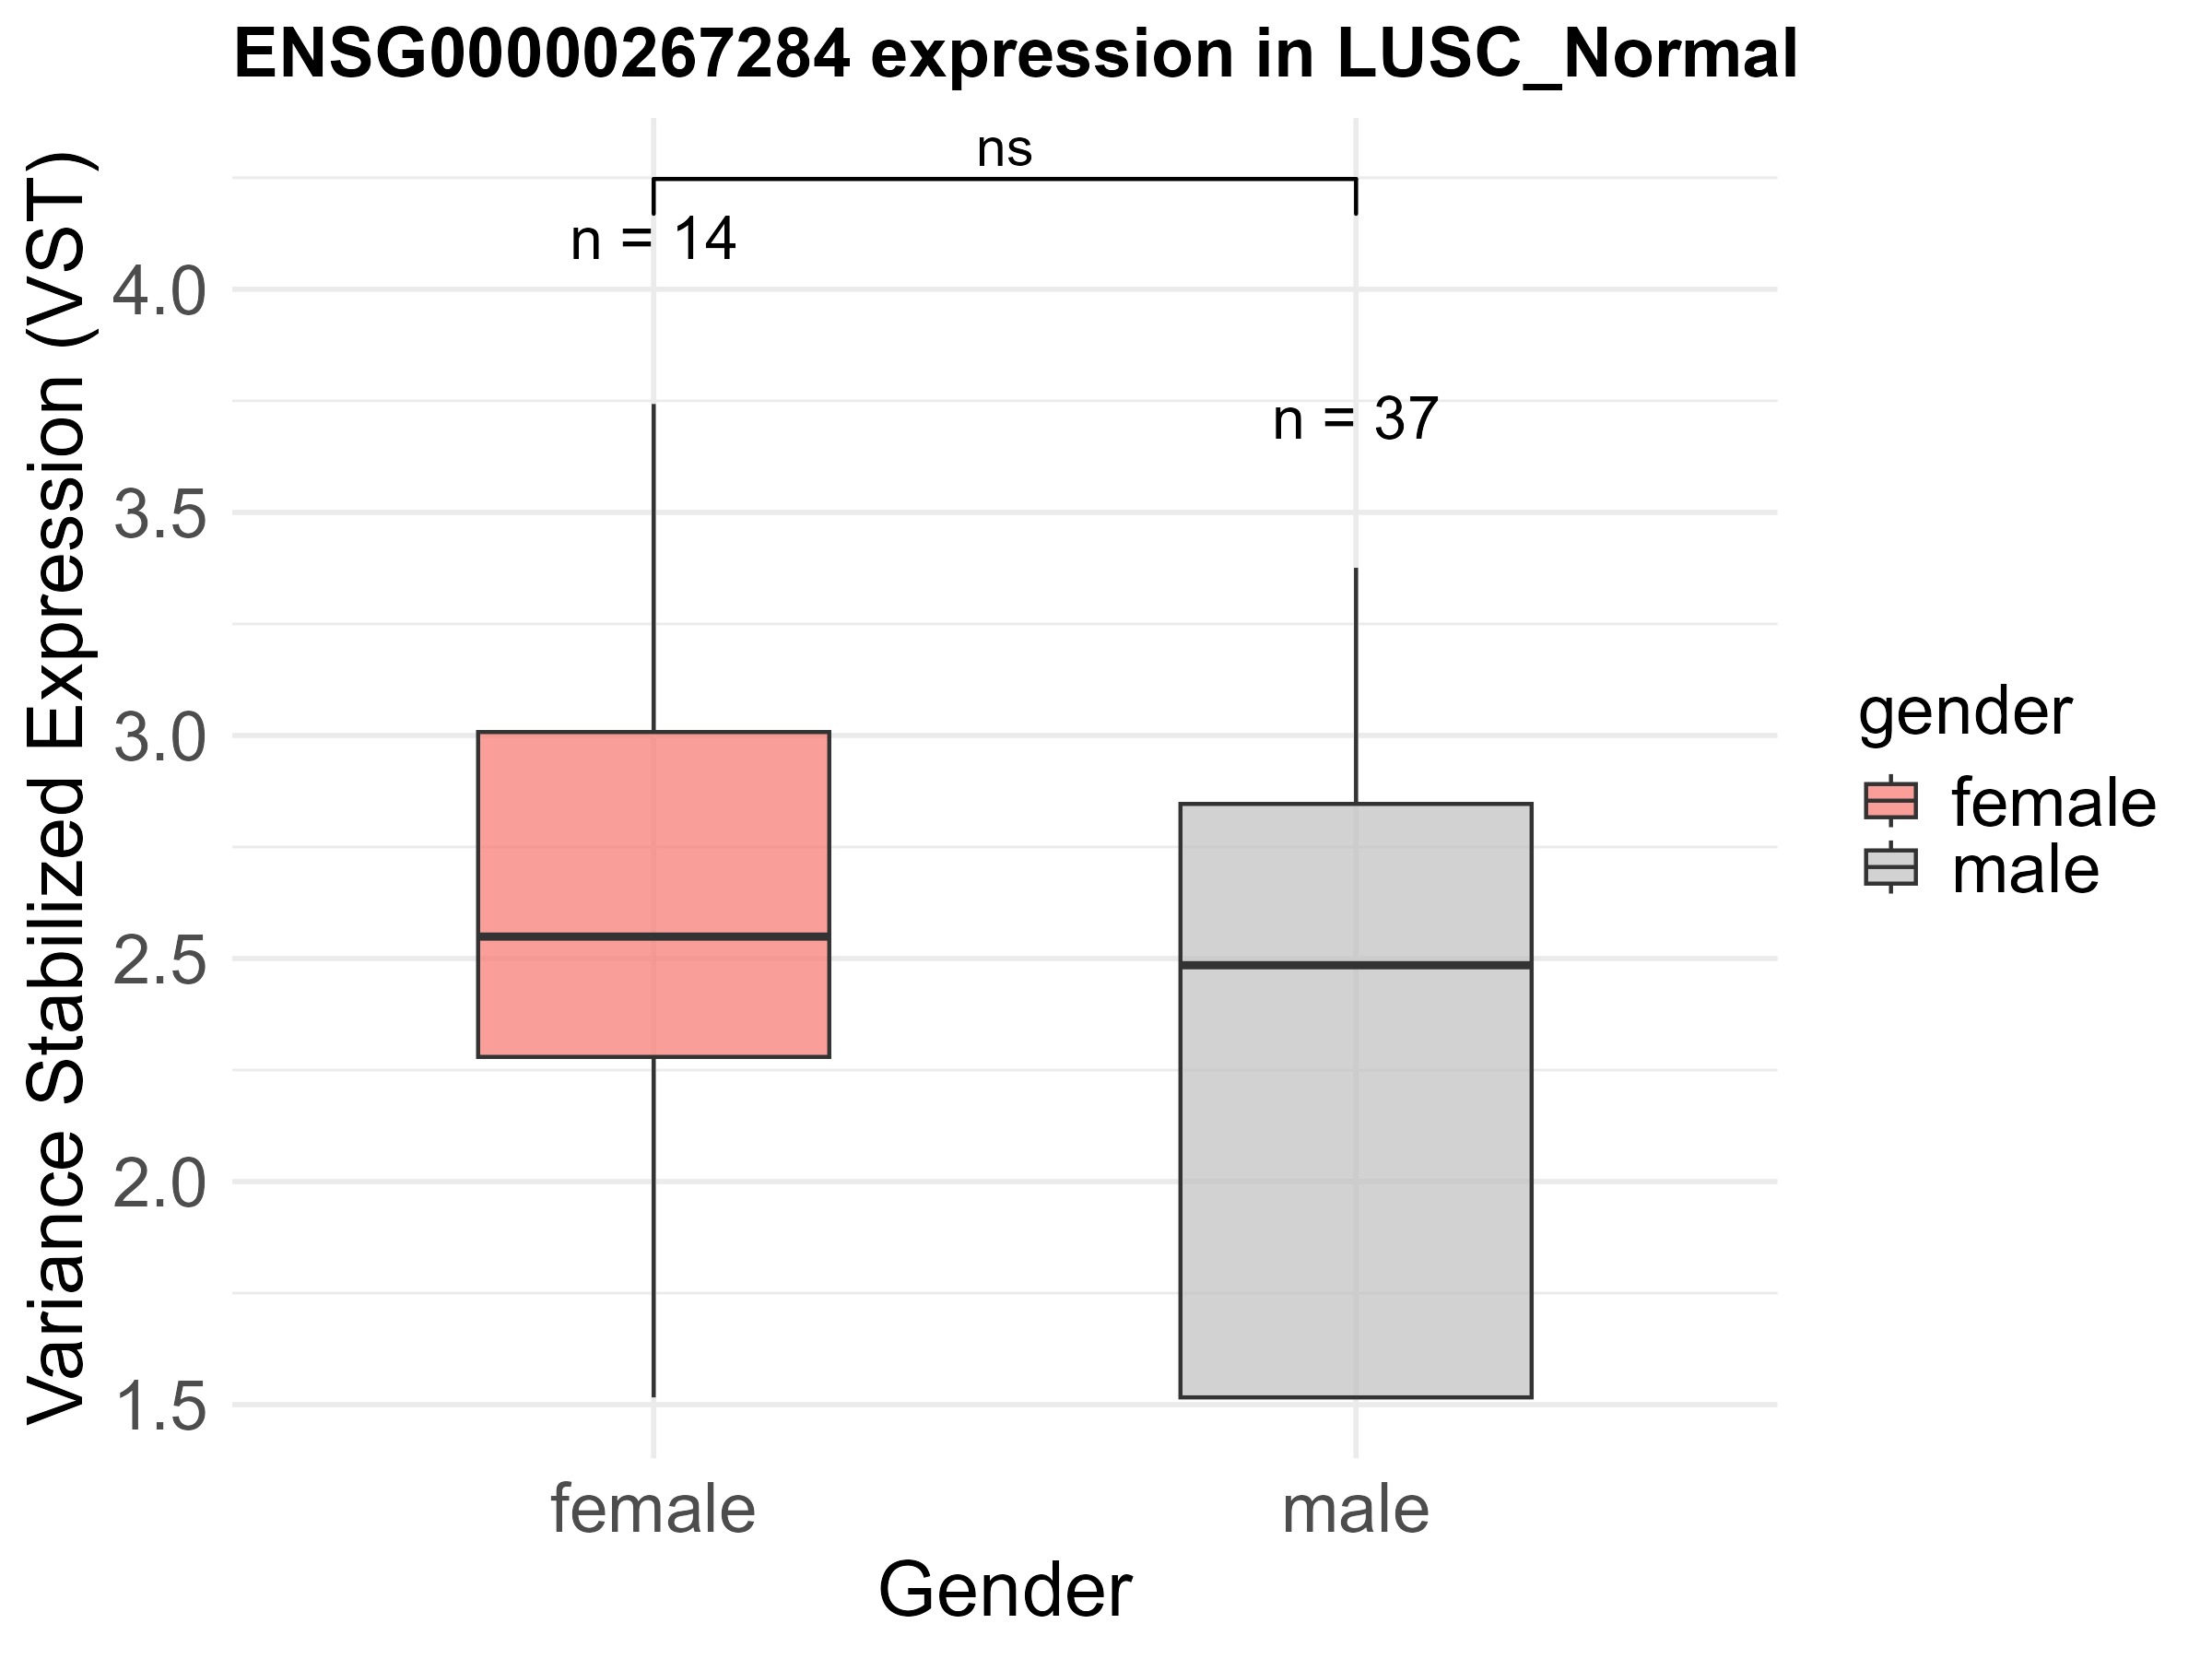 ENSG00000267284 expression in LUSC_Normal
Variance Stabilized Expression (VST)
ns
n = 14
n = 37
4.0
3.5
3.0
2.5
2.0
1.5
female
male
Gender
gender
female
male